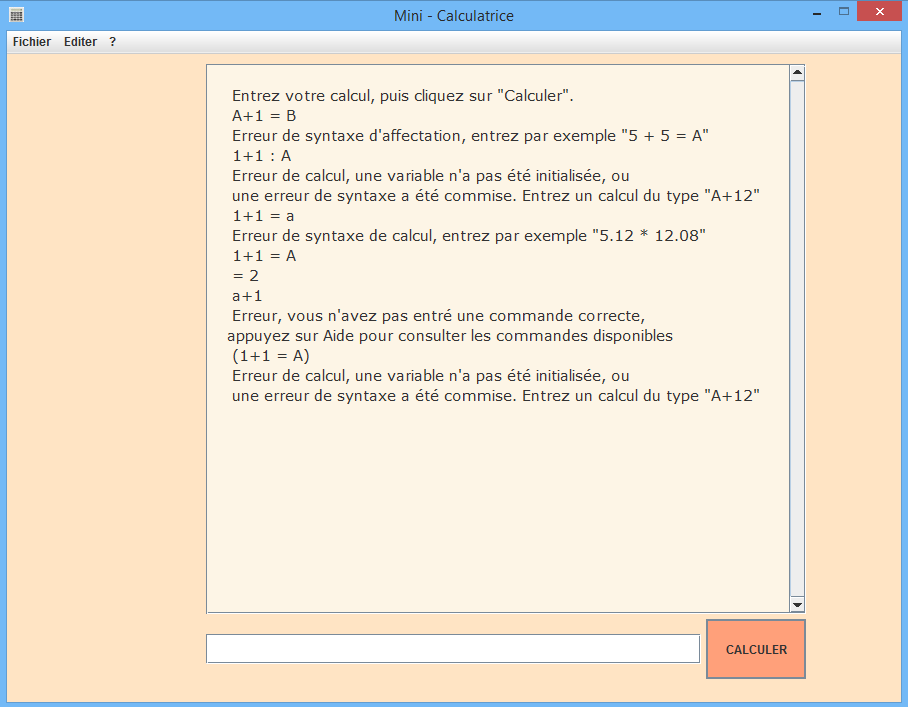 Mini - Calculatrice
Fichier Editer ?
Entrez votre calcul, puis cliquez sur "Calculer".
A+1 = B
Erreur de syntaxe d'affectation, entrez par exemple "5 + 5 = A"
1+1 : A
Erreur de calcul, une variable n'a pas été initialisée, ou
une erreur de syntaxe a été commise. Entrez un calcul du type "A+12"
1+1 = a
Erreur de syntaxe de calcul, entrez par exemple "5.12 * 12.08"
1+1 = A
= 2
a+1
Erreur, vous n'avez pas entré une commande correcte,
appuyez sur Aide pour consulter les commandes disponibles
(1+1 = A)
Erreur de calcul, une variable n'a pas été initialisée, ou
une erreur de syntaxe a été commise. Entrez un calcul du type "A+12"
CALCULER